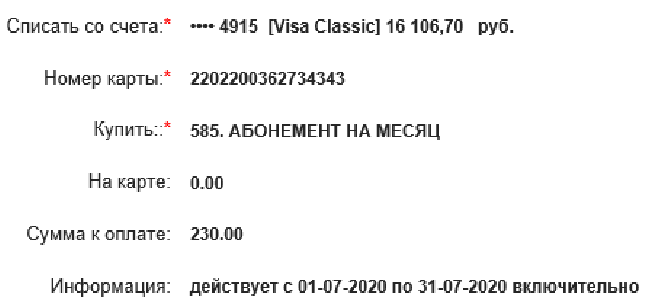 Списать со счета:* •••• 4915 [Visa Classic] 16 106,70 руб.
Номер карты:* 2202200362734343
Купить::* 585. АБОНЕМЕНТ НА МЕСЯЦ
На карте: 0.00
Сумма к оплате: 230.00
Информация: действует с 01-07-2020 по 31-07-2020 включительно